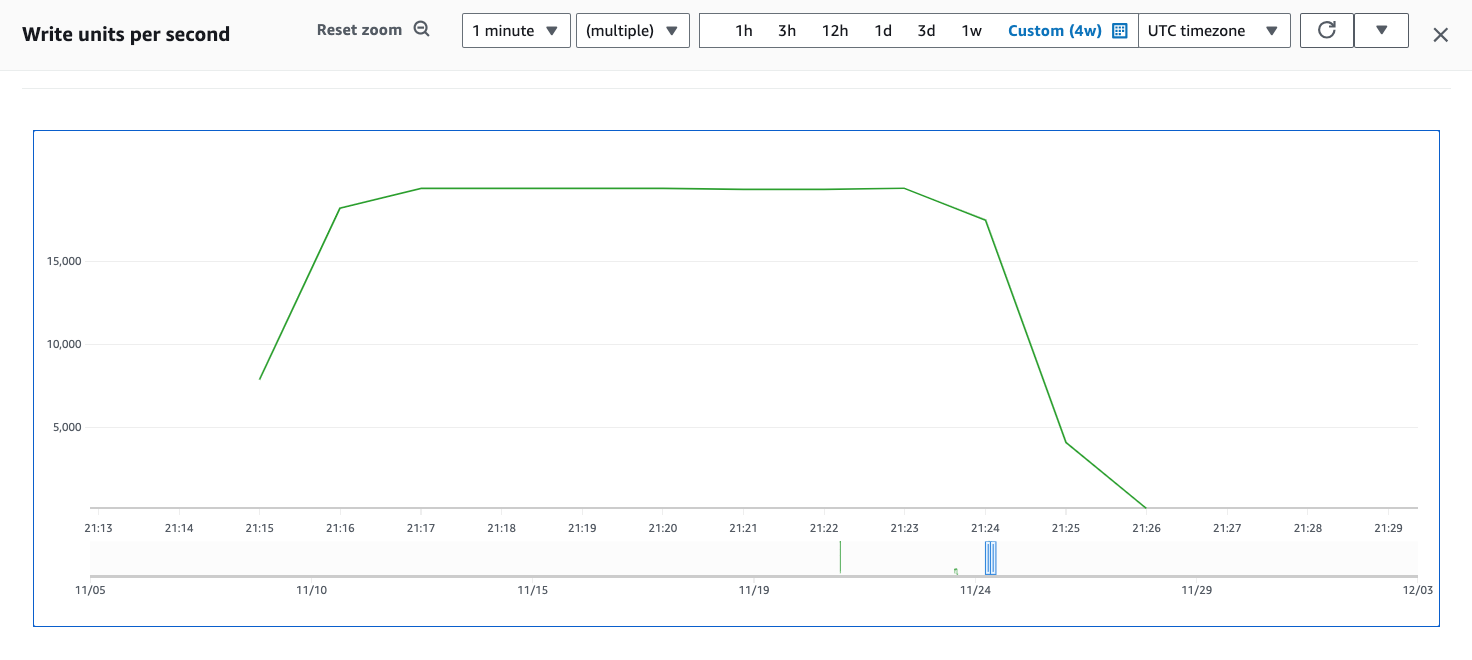 Write units per second
Reset zoom
1 minute
(multiple)
1h 3h 12h 1d 3d 1w Custom (4w)
UTC timezone
15,000
10,000
5,000
21:13 21:14 21:15 21:16 21:17 21:18 21:19 21:20 21:21 21:22 21:23 21:24 21:25 21:26 21:27 21:28 21:29
11/05 11/10 11/15 11/19 11/24 11/29 12/03